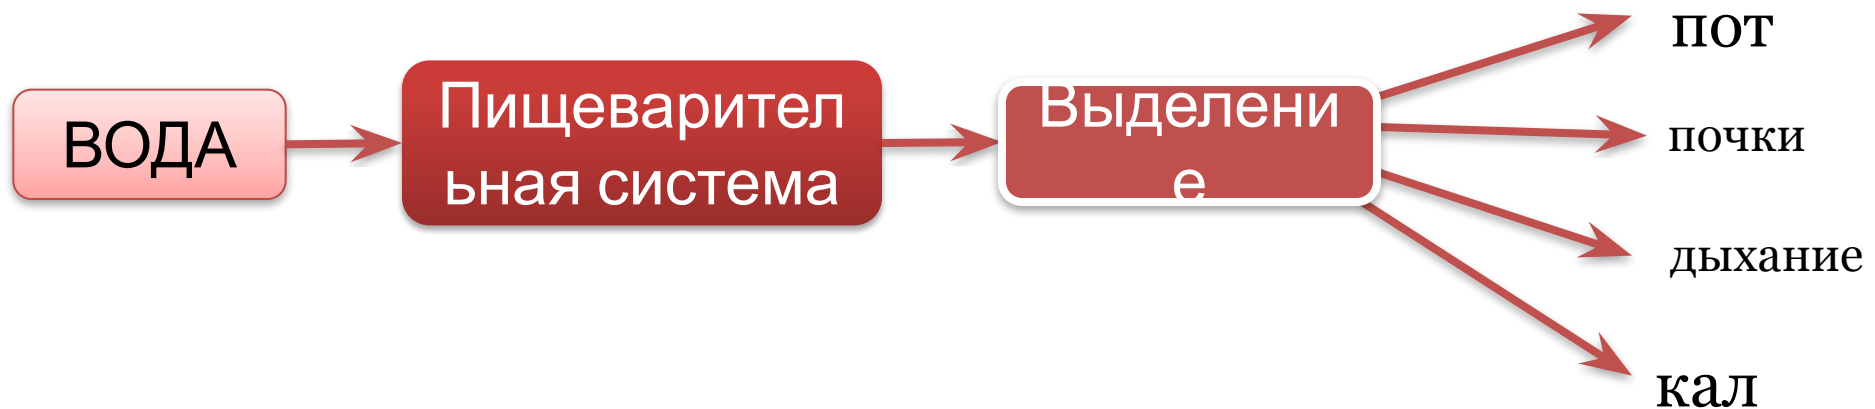 ВОДА
Пищеварител
ьная система
Выделени
е
пот
почки
дыхание
кал